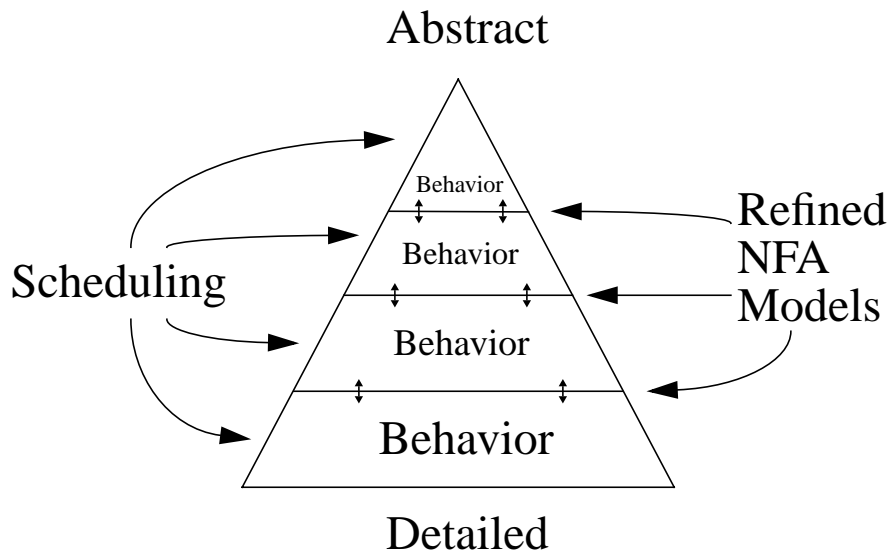 Abstract
Behavior
Refined
NFA
Models
Behavior
Scheduling
Behavior
Behavior
Detailed